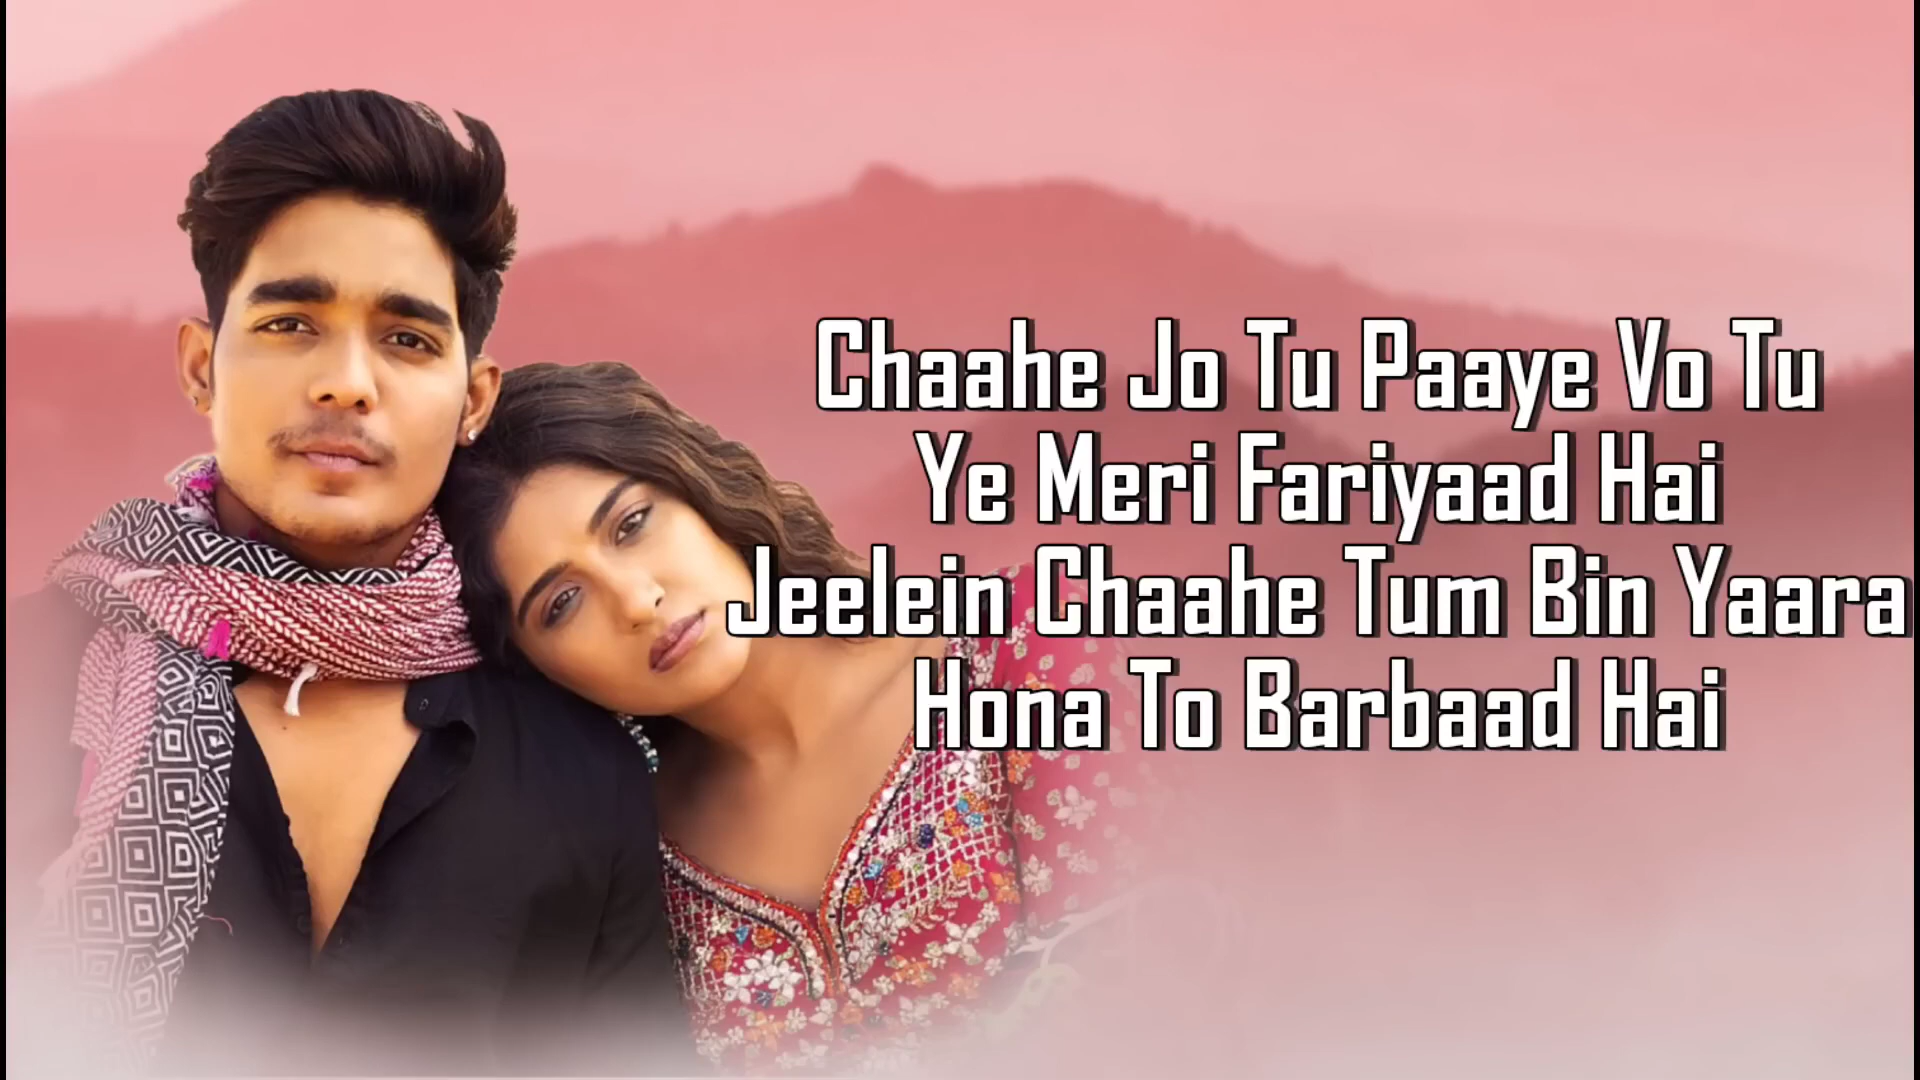 Chaahe Jo Tu Paaye Vo Tu
Ye Meri Fariyaad Hai
Jeelein Chaahe Tum Bin Yaara
Hona To Barbaad Hai